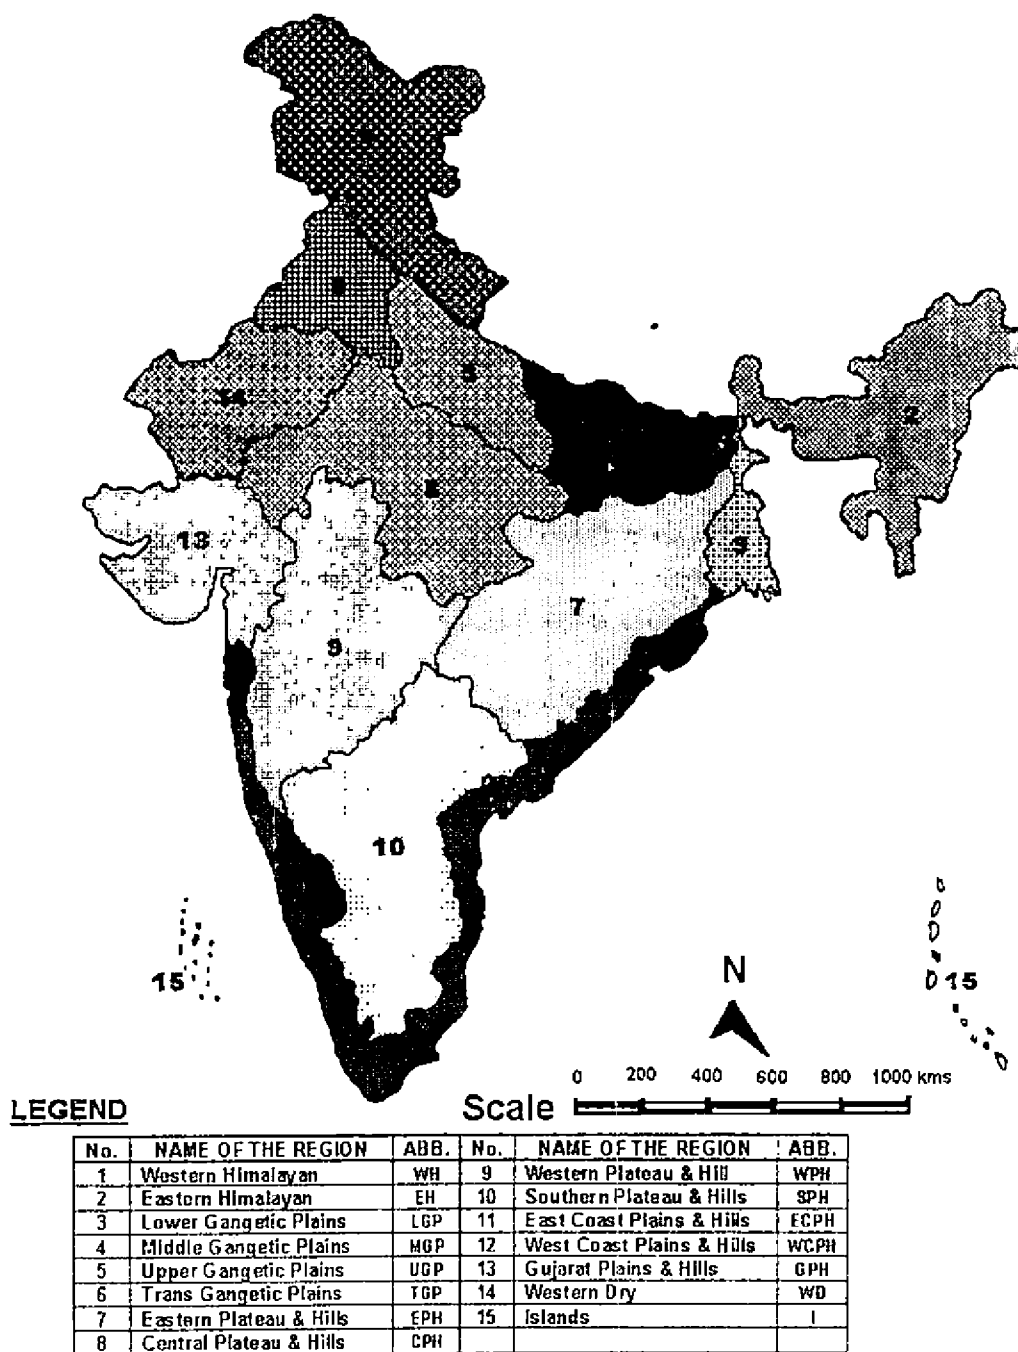 5
14
8
2
13
3
7
9
10
15
15
N
0 200 400 600 800 1000 kms
Scale
LEGEND
No. NAME OF THE REGION ABB. No. NAME OF THE REGION ABB.
1 Western Himalayan WH 9 Western Plateau & Hill WPH
2 Eastern Himalayan EH 10 Southern Plateau & Hills SPH
3 Lower Gangetic Plains LGP 11 East Coast Plains & Hills ECPH
4 Middle Gangetic Plains MGP 12 West Coast Plains & Hills WCPH
5 Upper Gangetic Plains UGP 13 Gujarat Plains & Hills GPH
6 Trans Gangetic Plains TGP 14 Western Dry WD
7 Eastern Plateau & Hills EPH 15 Islands I
8 Central Plateau & Hills CPH